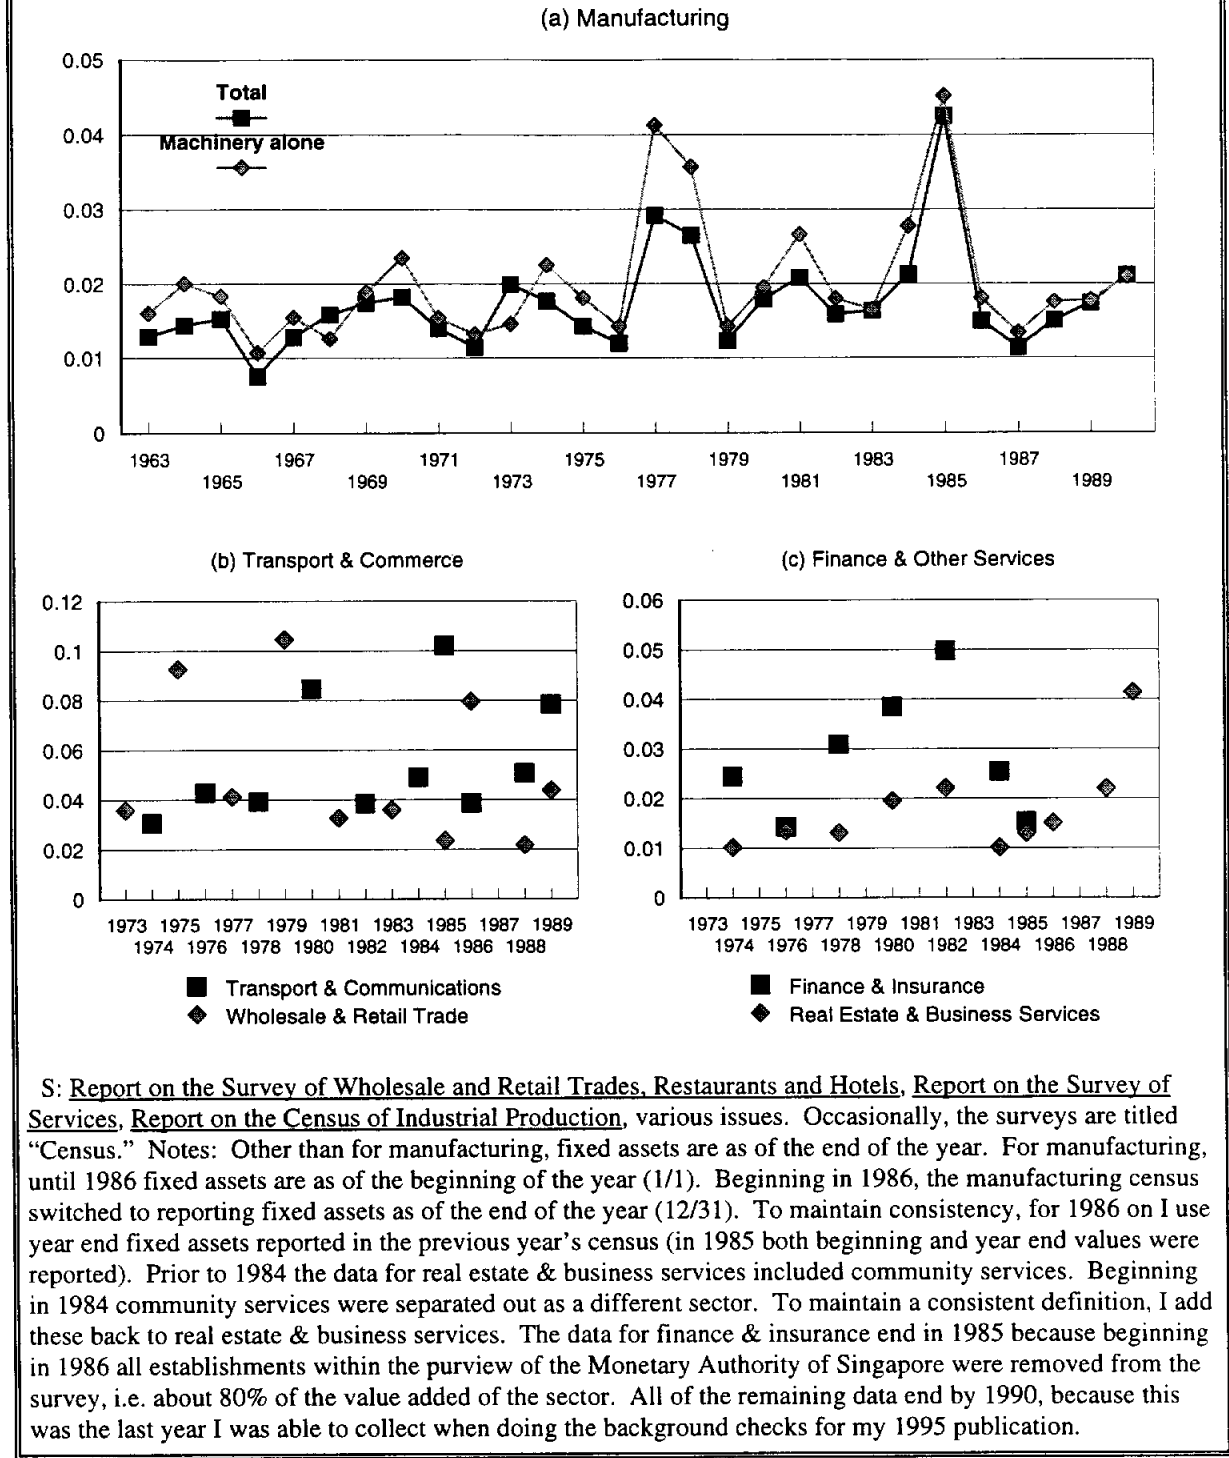 (a) Manufacturing
0.05
0.04
0.03
0.02
0.01
0
Total
Machinery alone
1963 1967 1971 1975 1979 1983 1987
1965 1969 1973 1977 1981 1985 1989
(b) Transport & Commerce
0.12
0.1
0.08
0.06
0.04
0.02
0
1973 1975 1977 1979 1981 1983 1985 1987 1989
1974 1976 1978 1980 1982 1984 1986 1988
Transport & Communications
Wholesale & Retail Trade
(c) Finance & Other Services
0.06
0.05
0.04
0.03
0.02
0.01
0
1973 1975 1977 1979 1981 1983 1985 1987 1989
1974 1976 1978 1980 1982 1984 1986 1988
Finance & Insurance
Real Estate & Business Services
S: Report on the Survey of Wholesale and Retail Trades, Restaurants and Hotels, Report on the Survey of
Services, Report on the Census of Industrial Production, various issues. Occasionally, the surveys are titled
“Census.” Notes: Other than for manufacturing, fixed assets are as of the end of the year. For manufacturing,
until 1986 fixed assets are as of the beginning of the year (1/1). Beginning in 1986, the manufacturing census
switched to reporting fixed assets as of the end of the year (12/31). To maintain consistency, for 1986 on I use
year end fixed assets reported in the previous year’s census (in 1985 both beginning and year end values were
reported). Prior to 1984 the data for real estate & business services included community services. Beginning
in 1984 community services were separated out as a different sector. To maintain a consistent definition, I add
these back to real estate & business services. The data for finance & insurance end in 1985 because beginning
in 1986 all establishments within the purview of the Monetary Authority of Singapore were removed from the
survey, i.e. about 80% of the value added of the sector. All of the remaining data end by 1990, because this
was the last year I was able to collect when doing the background checks for my 1995 publication.